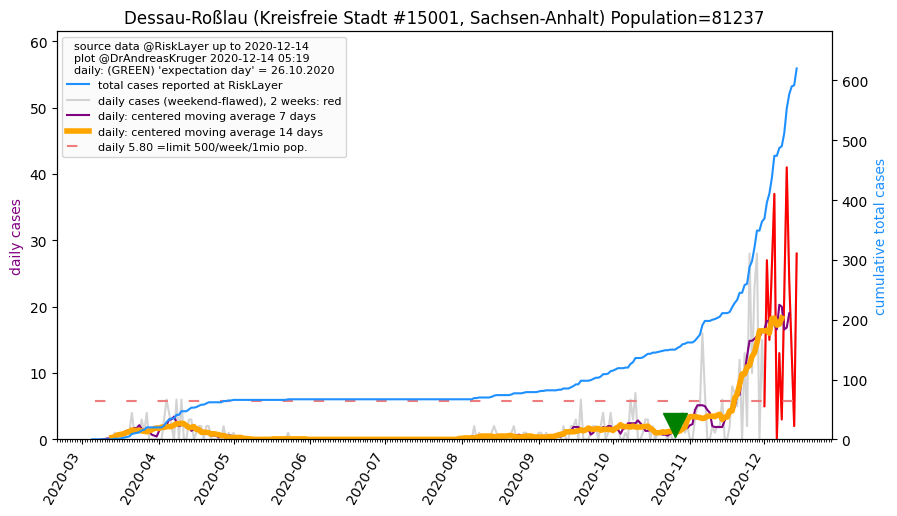 Dessau-Roßlau (Kreisfreie Stadt #15001, Sachsen-Anhalt) Population=81237
source data @RiskLayer up to 2020-12-14
plot @DrAndreasKruger 2020-12-14 05:19
daily: (GREEN) 'expectation day' = 26.10.2020
total cases reported at RiskLayer
daily cases (weekend-flawed), 2 weeks: red
daily: centered moving average 7 days
daily: centered moving average 14 days
daily 5.80 =limit 500/week/1mio pop.
daily cases
60
50
40
30
20
10
0
cumulative total cases
600
500
400
300
200
100
0
2020-03
2020-04
2020-05
2020-06
2020-07
2020-08
2020-09
2020-10
2020-11
2020-12